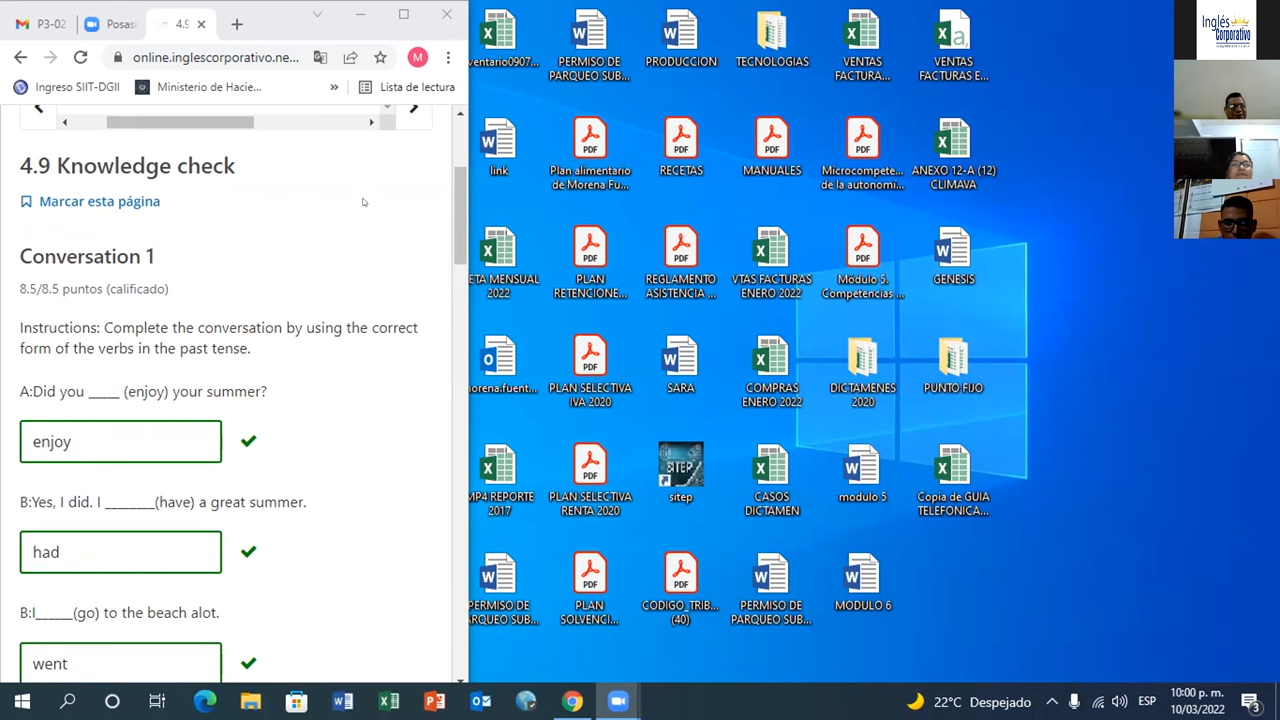 P3-02
Posas
4.9
online.inglescorporativo.ne...
M
Ingreso SIIT-DGII
Ministerio de Hacie...
»
Lista de lectura
4.9 Knowledge check
Marcar esta página
Conversation 1
8.5/8.5 puntos (calificado)
Instructions: Complete the conversation by using the correct
form of the verbs in the past tense.
A:Did you ____ (enjoy) your summer?
enjoy
B:Yes, I did. I ______(have) a great summer.
had
B:I_____(go) to the beach alot.
went
ventario0907...
PERMISO DE
PARQUEO SUB...
PRODUCCION
TECNOLOGIAS
VENTAS
FACTURA...
VENTAS
FACTURAS E...
link
Plan alimentario
de Morena Fu...
RECETAS
MANUALES
Microcompete...
de la autonomi...
ANEXO 12-A (12)
CLIMAVA
ETA MENSUAL
2022
PLAN
RETENCIONE...
REGLAMENTO
ASISTENCIA ...
VTAS FACTURAS
ENERO 2022
Módulo 5.
Competencias ...
GENESIS
orena.fuent...
PLAN SELECTIVA
IVA 2020
SARA
COMPRAS
ENERO 2022
DICTAMENES
2020
PUNTO FIJO
MP4 REPORTE
2017
PLAN SELECTIVA
RENTA 2020
SITEP
sitep
CASOS
DICTAMEN
modulo 5
Copia de GUIA
TELEFONICA...
PERMISO DE
ARQUEO SUB...
PLAN
SOLVENCI...
CODIGO_TRIB...
(40)
PERMISO DE
PARQUEO SUB...
MODULO 6
Inglés
Corporativo
22°C Despejado
ESP
10:00 p. m.
10/03/2022
3